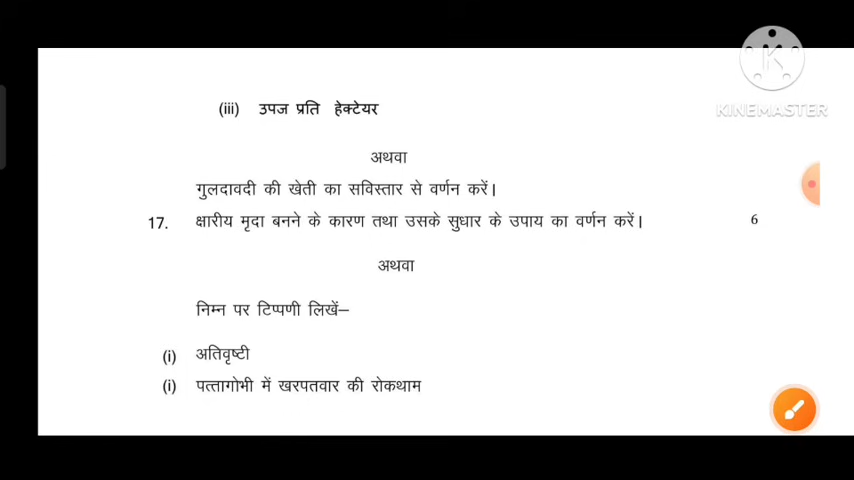 (iii) उपज प्रति हेक्टेयर
KINEMASTER
अथवा
गुलदावदी की खेती का सविस्तार से वर्णन करें।
17. क्षारीय मृदा बनने के कारण तथा उसके सुधार के उपाय का वर्णन करें। 6
अथवा
निम्न पर टिप्पणी लिखें–
(i) अतिवृष्टी
(i) पत्तागोभी में खरपतवार की रोकथाम